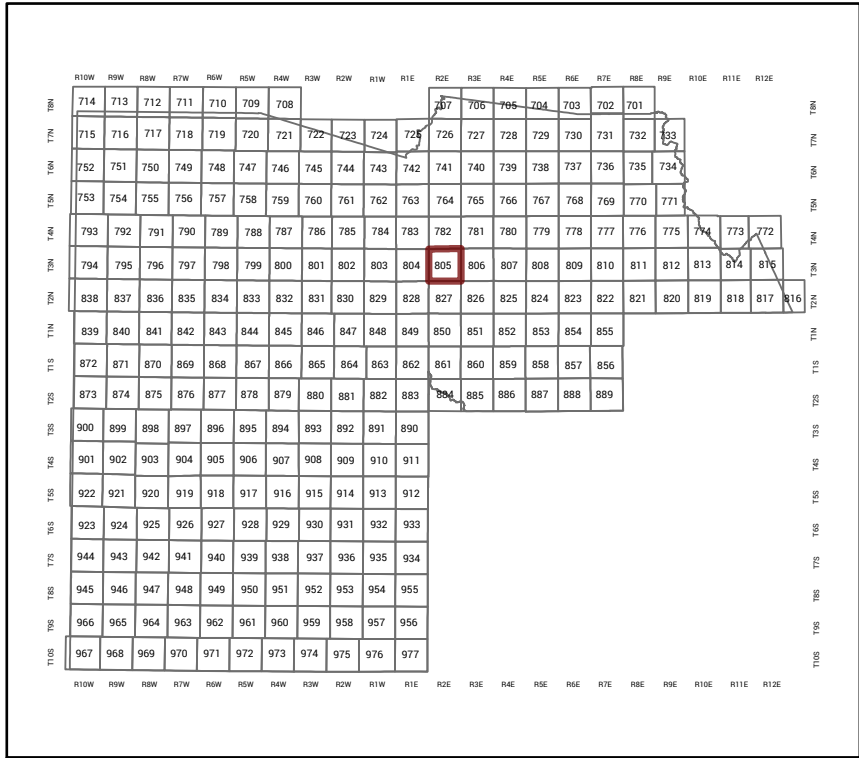 R10W R9W R8W R7W R6W R5W R4W R3W R2W R1W R1E R2E R3E R4E R5E R6E R7E R8E R9E R10E R11E R12E
T8N 714 713 712 711 710 709 708 707 706 705 704 703 702 701 T8N
T7N 715 716 717 718 719 720 721 722 723 724 725 726 727 728 729 730 731 732 733 T7N
T6N 752 751 750 749 748 747 746 745 744 743 742 741 740 739 738 737 736 735 734 T6N
T5N 753 754 755 756 757 758 759 760 761 762 763 764 765 766 767 768 769 770 771 T5N
T4N 793 792 791 790 789 788 787 786 785 784 783 782 781 780 779 778 777 776 775 774 773 772 T4N
T3N 794 795 796 797 798 799 800 801 802 803 804 805 806 807 808 809 810 811 812 813 814 815 T3N
T2N 838 837 836 835 834 833 832 831 830 829 828 827 826 825 824 823 822 821 820 819 818 817 816 T2N
T1N 839 840 841 842 843 844 845 846 847 848 849 850 851 852 853 854 855 T1N
T1S 872 871 870 869 868 867 866 865 864 863 862 861 860 859 858 857 856 T1S
T2S 873 874 875 876 877 878 879 880 881 882 883 884 885 886 887 888 889 T2S
T3S 900 899 898 897 896 895 894 893 892 891 890 T3S
T4S 901 902 903 904 905 906 907 908 909 910 911 T4S
T5S 922 921 920 919 918 917 916 915 914 913 912 T5S
T6S 923 924 925 926 927 928 929 930 931 932 933 T6S
T7S 944 943 942 941 940 939 938 937 936 935 934 T7S
T8S 945 946 947 948 949 950 951 952 953 954 955 T8S
T9S 966 965 964 963 962 961 960 959 958 957 956 T9S
T10S 967 968 969 970 971 972 973 974 975 976 977 T10S
R10W R9W R8W R7W R6W R5W R4W R3W R2W R1W R1E R2E R3E R4E R5E R6E R7E R8E R9E R10E R11E R12E